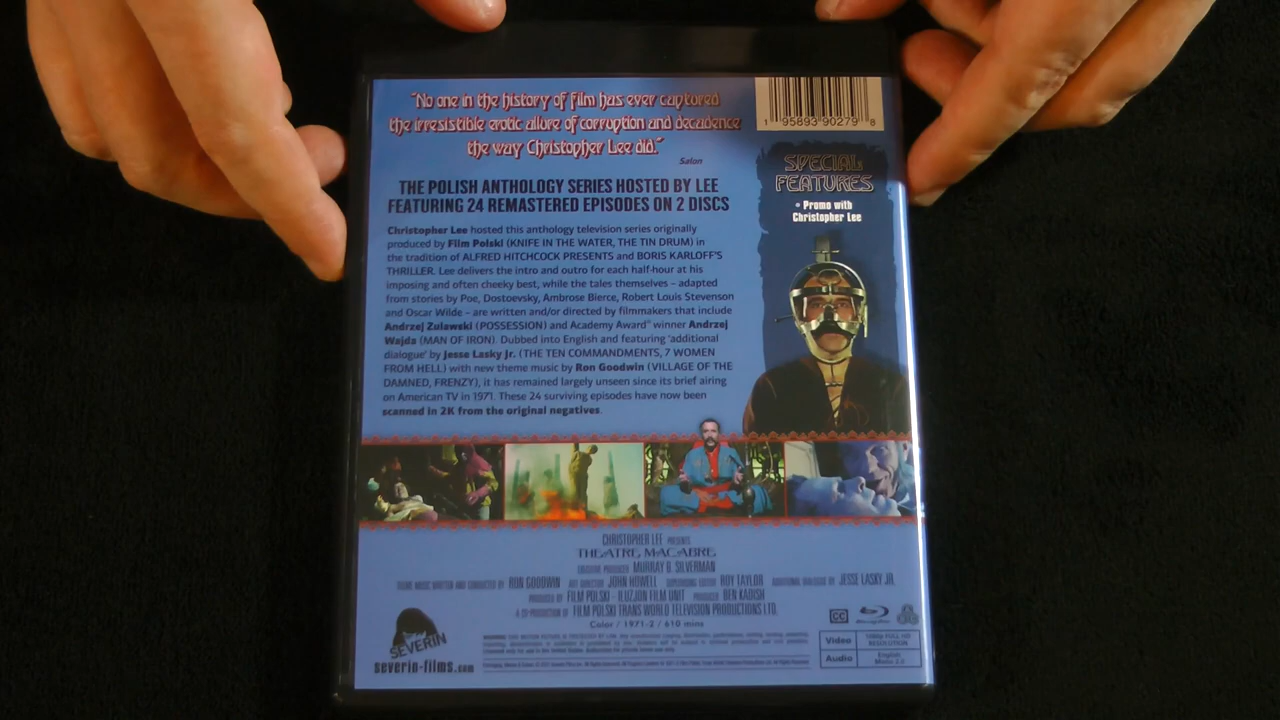 "No one in the history of film has ever captured
the irresistible erotic allure of corruption and decadence
the way Christopher Lee did."
Salon
THE POLISH ANTHOLOGY SERIES HOSTED BY LEE
FEATURING 24 REMASTERED EPISODES ON 2 DISCS
Christopher Lee hosted this anthology television series originally
produced by Film Polski (KNIFE IN THE WATER, THE TIN DRUM) in
the tradition of ALFRED HITCHCOCK PRESENTS and BORIS KARLOFF'S
THRILLER. Lee delivers the intro and outro for each half-hour at his
imposing and often cheeky best, while the tales themselves – adapted
from stories by Poe, Dostoevsky, Ambrose Bierce, Robert Louis Stevenson
and Oscar Wilde – are written and/or directed by filmmakers that include
Andrzej Zulawski (POSSESSION) and Academy Award® winner Andrzej
Wajda (MAN OF IRON). Dubbed into English and featuring 'additional
dialogue' by Jesse Lasky Jr. (THE TEN COMMANDMENTS, 7 WOMEN
FROM HELL) with new theme music by Ron Goodwin (VILLAGE OF THE
DAMNED, FRENZY), it has remained largely unseen since its brief airing
on American TV in 1971. These 24 surviving episodes have now been
scanned in 2K from the original negatives.
1 95893 90279 8
SPECIAL
FEATURES
• Promo with
Christopher Lee
CHRISTOPHER LEE PRESENTS
THEATRE MACABRE
EXECUTIVE PRODUCER MURRAY G. SILVERMAN
THEME MUSIC WRITTEN AND CONDUCTED BY RON GOODWIN ART DIRECTOR JOHN HOWELL SUPERVISING EDITOR ROY TAYLOR ADDITIONAL DIALOGUE BY JESSE LASKY JR.
PRODUCED BY FILM POLSKI - ILUZJON FILM UNIT PRODUCER BEN KADISH
A CO-PRODUCTION OF FILM POLSKI TRANS WORLD TELEVISION PRODUCTIONS LTD.
Color / 1971-2 / 610 mins
SEVERIN
severin-films.com
CC
Blu-ray Disc
Video 1080p FULL HD
RESOLUTION
Audio English
Mono 2.0